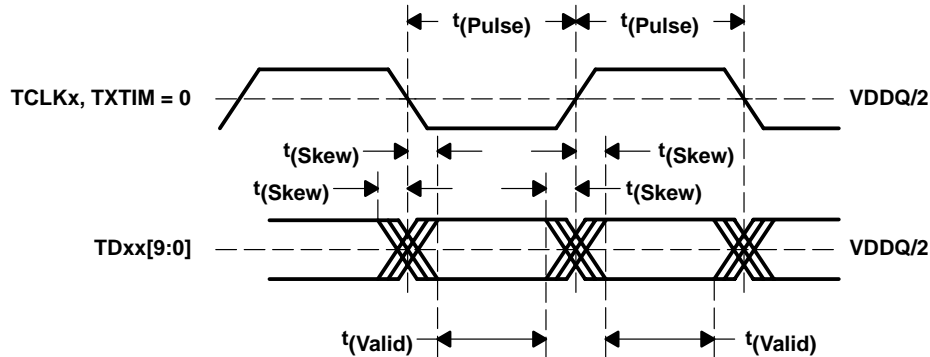 t(Pulse) t(Pulse)
TCLKx, TXTIM = 0 VDDQ/2
t(Skew) t(Skew)
t(Skew) t(Skew)
TDxx[9:0] VDDQ/2
t(Valid) t(Valid)